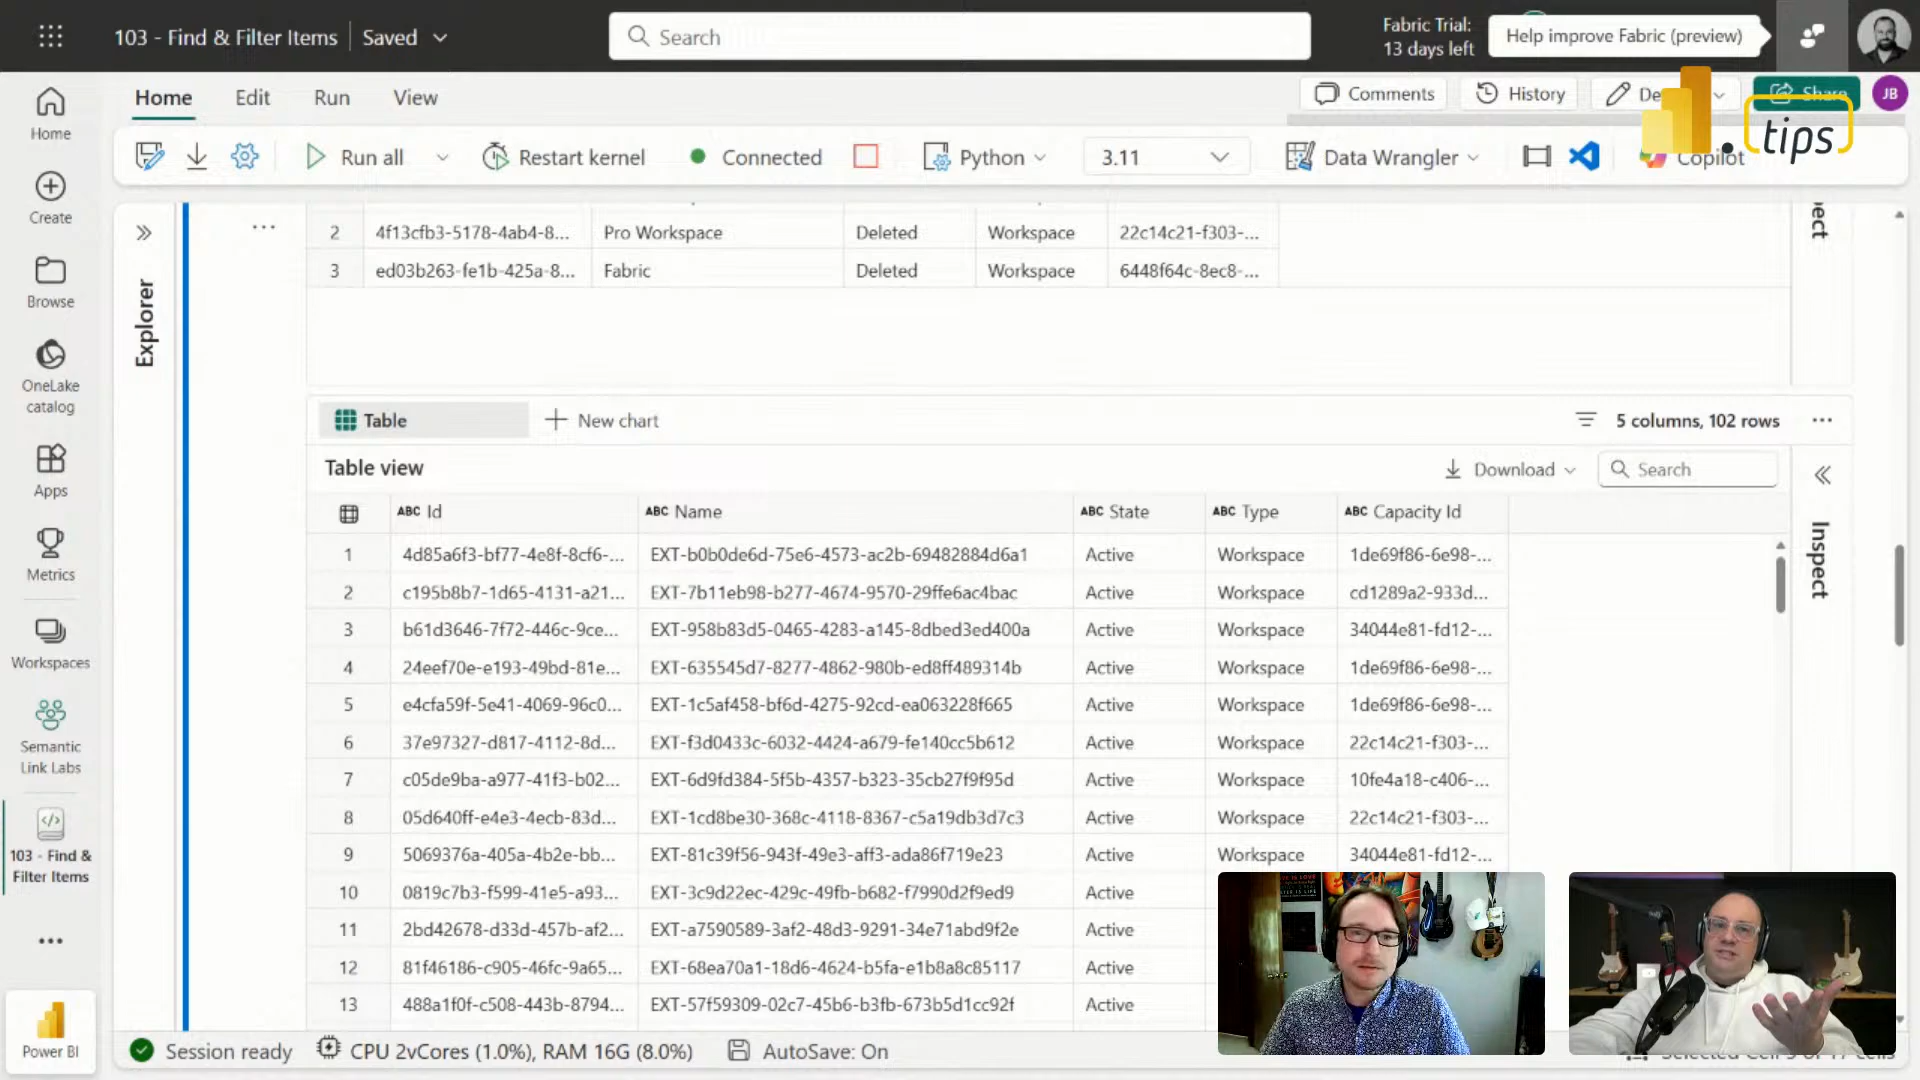 103 - Find & Filter Items Saved
Search
Fabric Trial:
13 days left
Help improve Fabric (preview)
Home Edit Run View
Comments History Share JB
tips
Run all Restart kernel Connected Python 3.11 Data Wrangler Copilot
Home
Create
Browse
OneLake
catalog
Apps
Metrics
Workspaces
Semantic
Link Labs
103 - Find &
Filter Items
Power BI
Explorer
2 4f13cfb3-5178-4ab4-8... Pro Workspace Deleted Workspace 22c14c21-f303-...
3 ed03b263-fe1b-425a-8... Fabric Deleted Workspace 6448f64c-8ec8-...
Table New chart 5 columns, 102 rows
Table view Download Search
ABC Id ABC Name ABC State ABC Type ABC Capacity Id
1 4d85a6f3-bf77-4e8f-8cf6-... EXT-b0b0de6d-75e6-4573-ac2b-69482884d6a1 Active Workspace 1de69f86-6e98-...
2 c195b8b7-1d65-4131-a21... EXT-7b11eb98-b277-4674-9570-29ffe6ac4bac Active Workspace cd1289a2-933d...
3 b61d3646-7f72-446c-9ce... EXT-958b83d5-0465-4283-a145-8dbed3ed400a Active Workspace 34044e81-fd12-...
4 24eef70e-e193-49bd-81e... EXT-635545d7-8277-4862-980b-ed8ff489314b Active Workspace 1de69f86-6e98-...
5 e4cfa59f-5e41-4069-96c0... EXT-1c5af458-bf6d-4275-92cd-ea063228f665 Active Workspace 1de69f86-6e98-...
6 37e97327-d817-4112-8d... EXT-f3d0433c-6032-4424-a679-fe140cc5b612 Active Workspace 22c14c21-f303-...
7 c05de9ba-a977-41f3-b02... EXT-6d9fd384-5f5b-4357-b323-35cb27f9f95d Active Workspace 10fe4a18-c406-...
8 05d640ff-e4e3-4ecb-83d... EXT-1cd8be30-368c-4118-8367-c5a19db3d7c3 Active Workspace 22c14c21-f303-...
9 5069376a-405a-4b2e-bb... EXT-81c39f56-943f-49e3-aff3-ada86f719e23 Active Workspace 34044e81-fd12-...
10 0819c7b3-f599-41e5-a93... EXT-3c9d22ec-429c-49fb-b682-f7990d2f9ed9 Active
11 2bd42678-d33d-457b-af2... EXT-a7590589-3af2-48d3-9291-34e71abd9f2e Active
12 81f46186-c905-46fc-9a65... EXT-68ea70a1-18d6-4624-b5fa-e1b8a8c85117 Active
13 488a1f0f-c508-443b-8794... EXT-57f59309-02c7-45b6-b3fb-673b5d1cc92f Active
Inspect
Session ready CPU 2vCores (1.0%), RAM 16G (8.0%) AutoSave: On